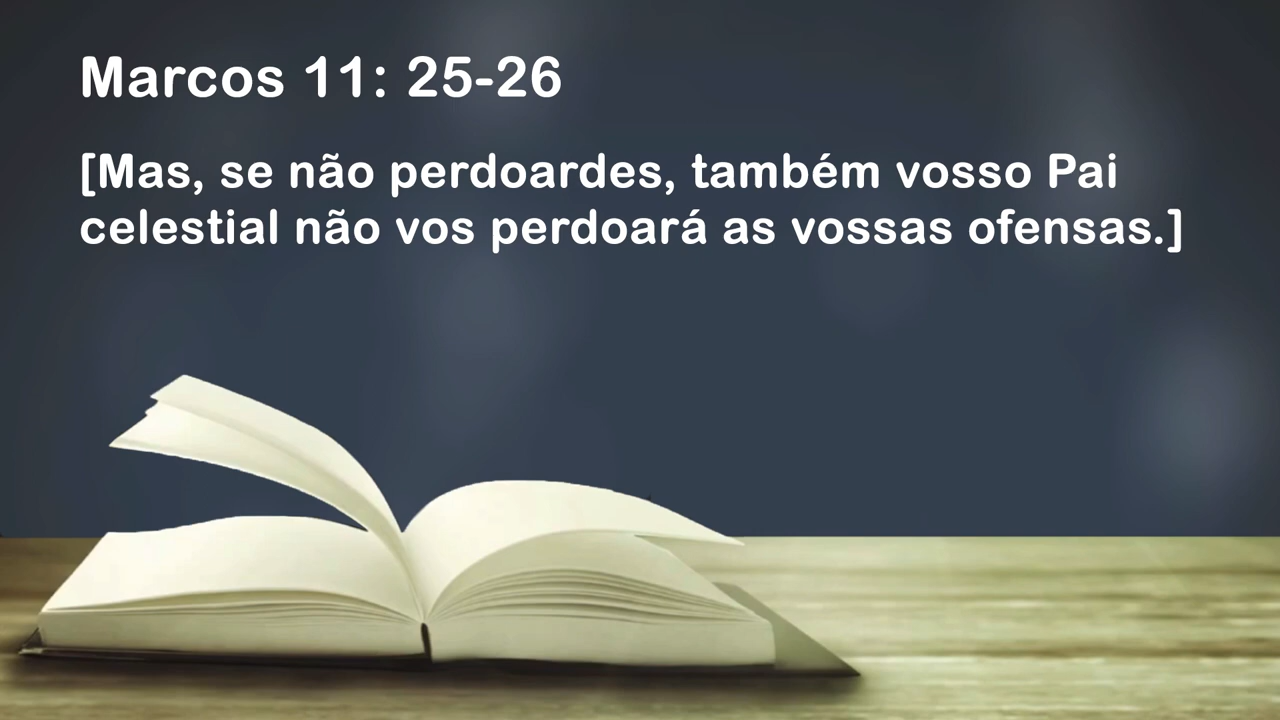 Marcos 11: 25-26
[Mas, se não perdoardes, também vosso Pai
celestial não vos perdoará as vossas ofensas.]